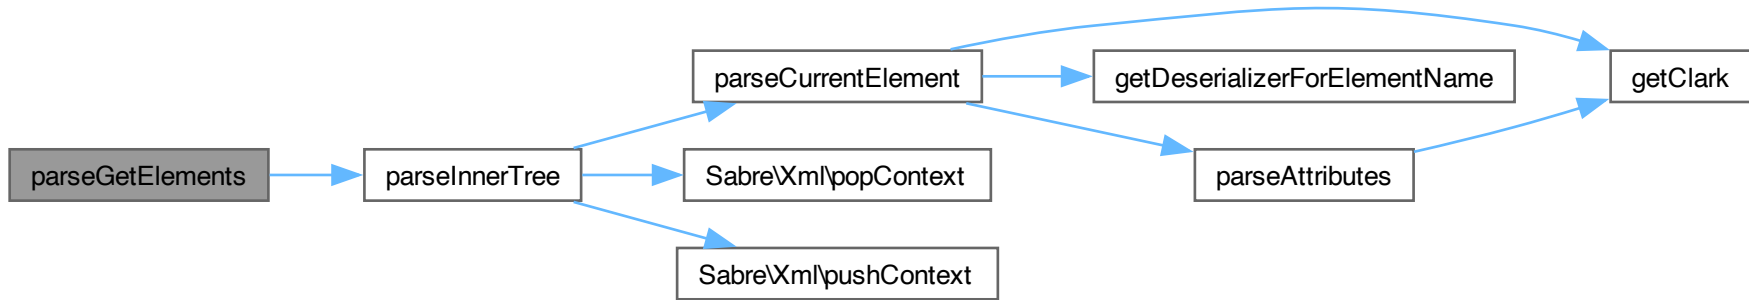 parseGetElements
parseInnerTree
parseCurrentElement
Sabre\Xml\popContext
Sabre\Xml\pushContext
getDeserializerForElementName
parseAttributes
getClark